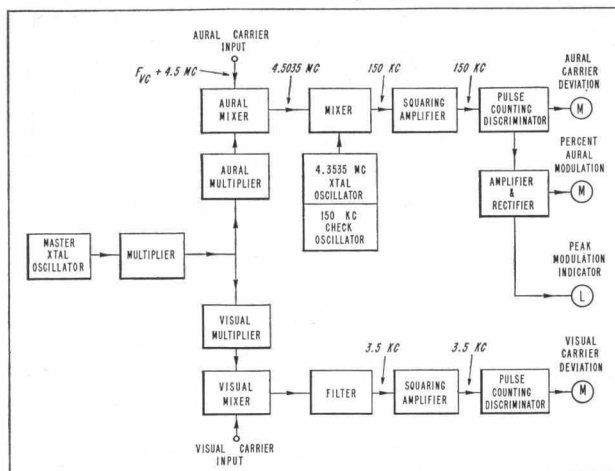 AURAL CARRIER
INPUT
F_VC + 4.5 MC
4.5035 MC
150 KC
150 KC
AURAL
CARRIER
DEVIATION
AURAL
MIXER
MIXER
SQUARING
AMPLIFIER
PULSE
COUNTING
DISCRIMINATOR
M
PERCENT
AURAL
MODULATION
AURAL
MULTIPLIER
4.3535 MC
XTAL
OSCILLATOR
150 KC
CHECK
OSCILLATOR
AMPLIFIER
&
RECTIFIER
M
MASTER
XTAL
OSCILLATOR
MULTIPLIER
PEAK
MODULATION
INDICATOR
L
VISUAL
MULTIPLIER
3.5 KC
3.5 KC
VISUAL
CARRIER
DEVIATION
VISUAL
MIXER
FILTER
SQUARING
AMPLIFIER
PULSE
COUNTING
DISCRIMINATOR
M
VISUAL CARRIER
INPUT